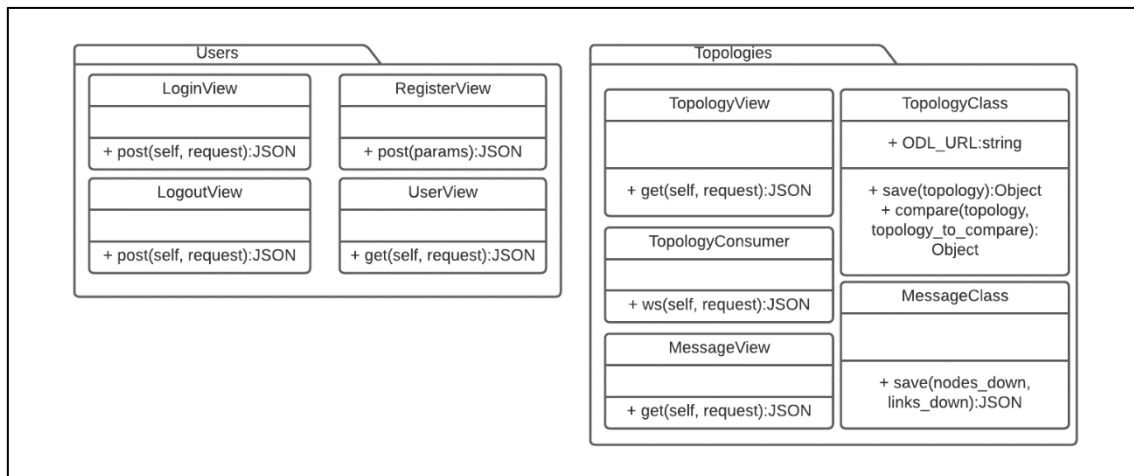 Users
LoginView
+ post(self, request):JSON
RegisterView
+ post(params):JSON
LogoutView
+ post(self, request):JSON
UserView
+ get(self, request):JSON
Topologies
TopologyView
+ get(self, request):JSON
TopologyConsumer
+ ws(self, request):JSON
MessageView
+ get(self, request):JSON
TopologyClass
+ ODL_URL:string
+ save(topology):Object
+ compare(topology,
topology_to_compare):
Object
MessageClass
+ save(nodes_down,
links_down):JSON